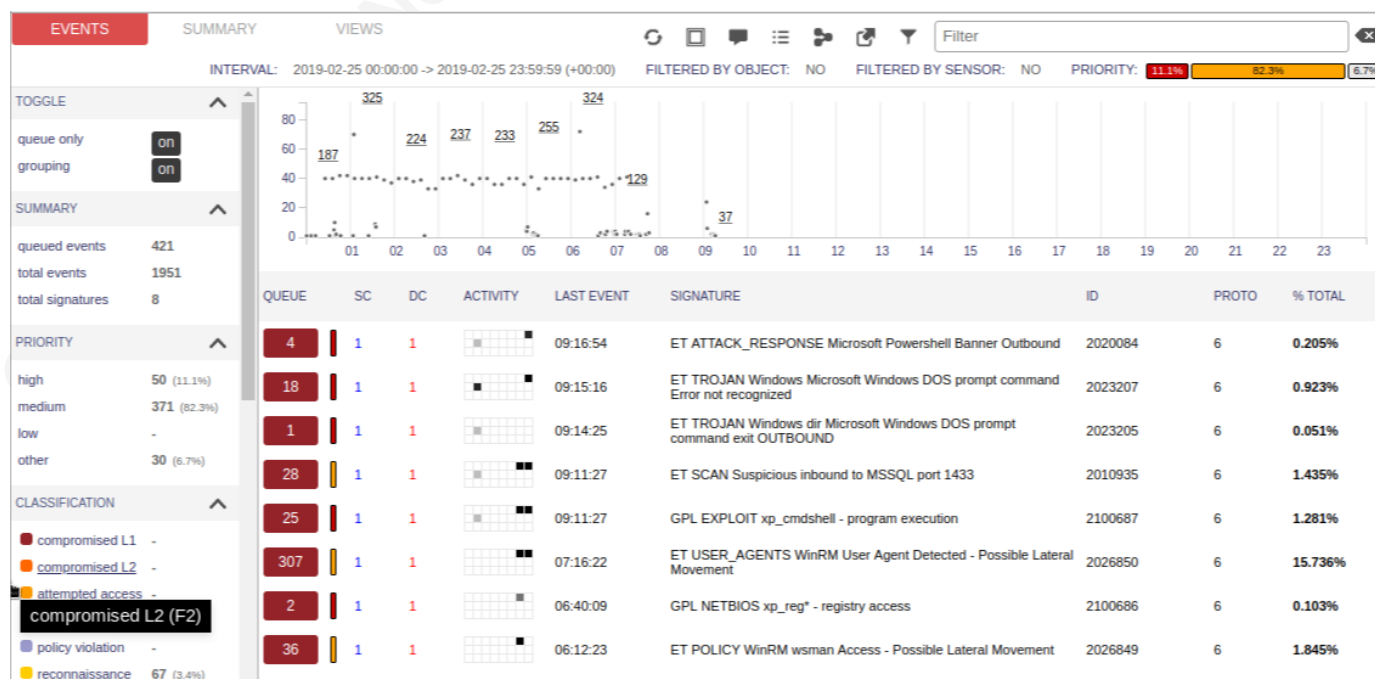 EVENTS SUMMARY VIEWS Filter
INTERVAL: 2019-02-25 00:00:00 -> 2019-02-25 23:59:59 (+00:00) FILTERED BY OBJECT: NO FILTERED BY SENSOR: NO PRIORITY: 11.1% 82.3% 6.7%
TOGGLE
queue only on
grouping on
SUMMARY
queued events 421
total events 1951
total signatures 8
PRIORITY
high 50 (11.1%)
medium 371 (82.3%)
low -
other 30 (6.7%)
CLASSIFICATION
compromised L1 -
compromised L2 -
attempted access -
compromised L2 (F2)
policy violation -
reconnaissance 67 (3.4%)
325 324
80
224 237 233 255
60
187
40
129
20
37
0
01 02 03 04 05 06 07 08 09 10 11 12 13 14 15 16 17 18 19 20 21 22 23
QUEUE SC DC ACTIVITY LAST EVENT SIGNATURE ID PROTO % TOTAL
4 1 1 09:16:54 ET ATTACK_RESPONSE Microsoft Powershell Banner Outbound 2020084 6 0.205%
18 1 1 09:15:16 ET TROJAN Windows Microsoft Windows DOS prompt command 2023207 6 0.923%
Error not recognized
1 1 1 09:14:25 ET TROJAN Windows dir Microsoft Windows DOS prompt 2023205 6 0.051%
command exit OUTBOUND
28 1 1 09:11:27 ET SCAN Suspicious inbound to MSSQL port 1433 2010935 6 1.435%
25 1 1 09:11:27 GPL EXPLOIT xp_cmdshell - program execution 2100687 6 1.281%
307 1 1 07:16:22 ET USER_AGENTS WinRM User Agent Detected - Possible Lateral 2026850 6 15.736%
Movement
2 1 1 06:40:09 GPL NETBIOS xp_reg* - registry access 2100686 6 0.103%
36 1 1 06:12:23 ET POLICY WinRM wsman Access - Possible Lateral Movement 2026849 6 1.845%